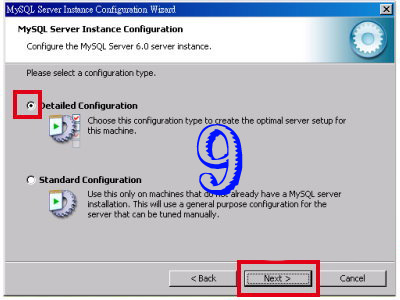 MySQL Server Instance Configuration Wizard
MySQL Server Instance Configuration
Configure the MySQL Server 6.0 server instance.
Please select a configuration type.
Detailed Configuration
Choose this configuration type to create the optimal server setup for
this machine.
9
Standard Configuration
Use this only on machines that do not already have a MySQL server
installation. This will use a general purpose configuration for the
server that can be tuned manually.
< Back
Next >
Cancel